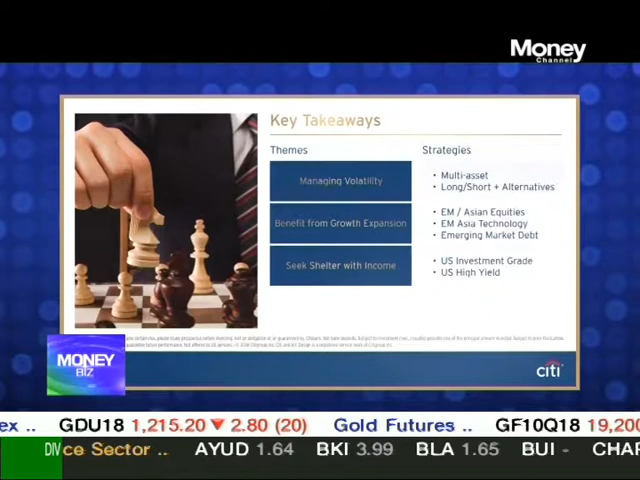 Money
Channel
Key Takeaways
Themes
Strategies
Managing Volatility
• Multi-asset
• Long/Short + Alternatives
Benefit from Growth Expansion
• EM / Asian Equities
• EM Asia Technology
• Emerging Market Debt
Seek Shelter with Income
• US Investment Grade
• US High Yield
citi
MONEY
BIZ
ex .. GDU18 1,215.20 ▼ 2.80 (20) Gold Futures .. GF10Q18 19,200
DIV ce Sector .. AYUD 1.64 BKI 3.99 BLA 1.65 BUI - CHAR